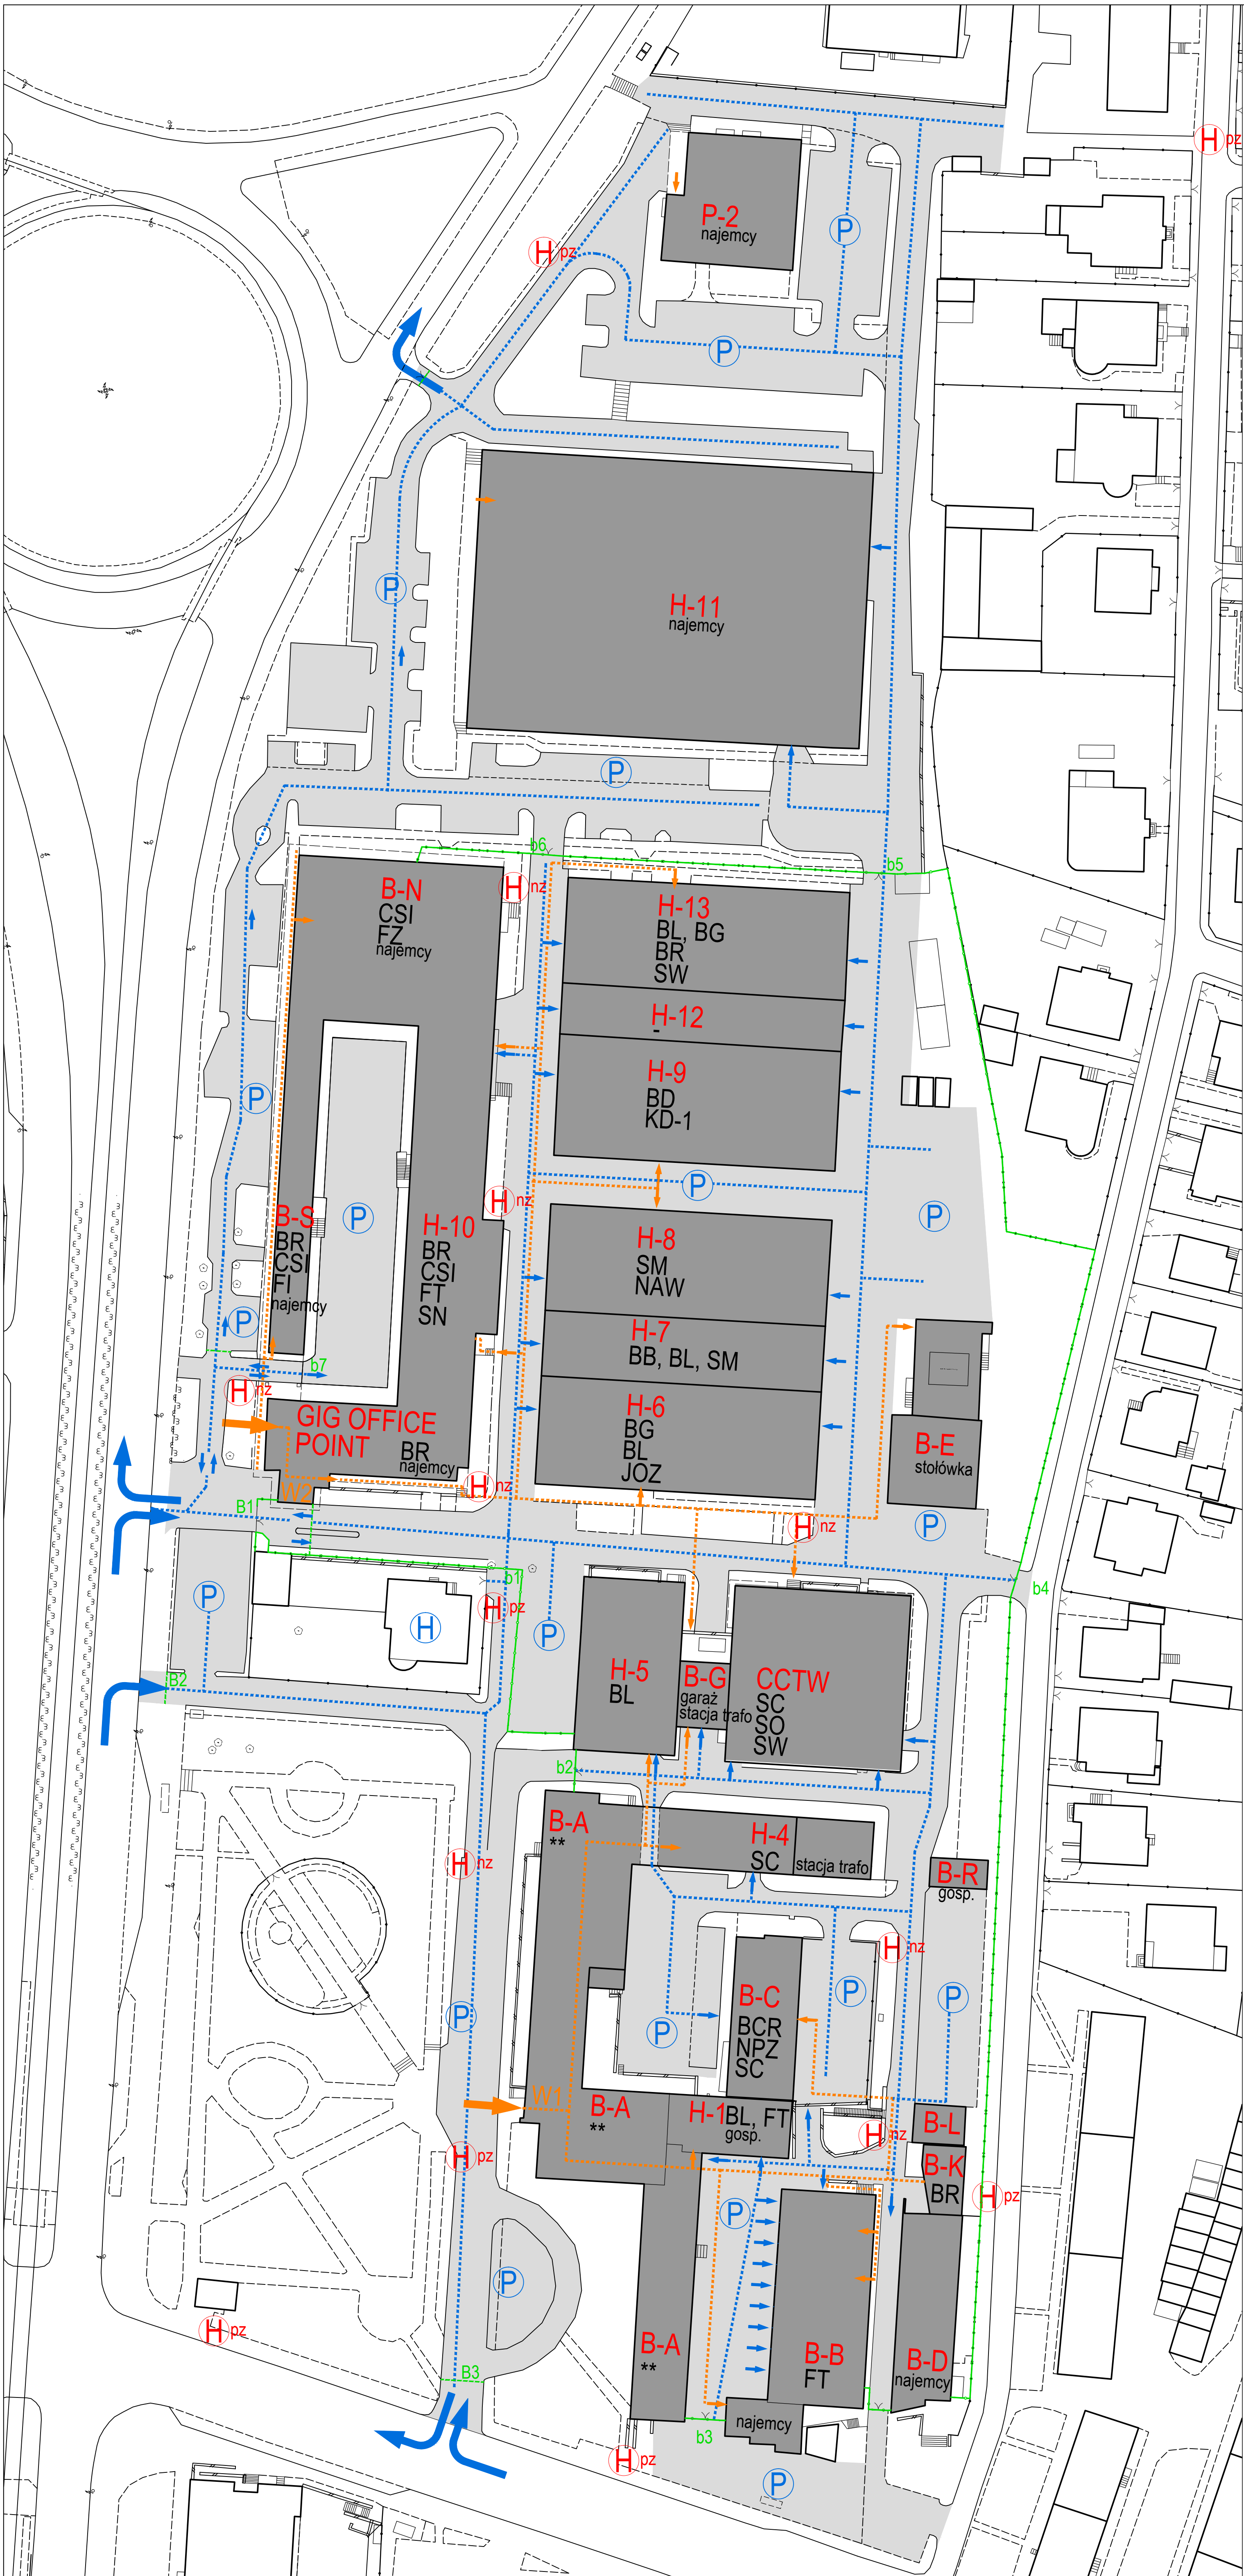 H pz
P-2
najemcy
P
H pz
P
P
H-11
najemcy
P
b6
b5
B-N
CSI
FZ
najemcy
H nz
H-13
BL, BG
BR
SW
H-12
-
H-9
BD
KD-1
P
P
H nz
P
P
B-S
BR
CSI
FI
najemcy
H-10
BR
CSI
FT
SN
H-8
SM
NAW
P
H-7
BB, BL, SM
b7
H nz
H-6
BG
BL
JOZ
GIG OFFICE
POINT
BR
najemcy
B-E
stołówka
H nz
W2
B1
H nz
P
b1
b4
P
H pz
H
P
B2
H-5
BL
B-G
garaż
stacja trafo
CCTW
SC
SO
SW
b2
B-A
**
H-4
SC
stacja trafo
H nz
B-R
gosp.
H nz
B-C
BCR
NPZ
SC
P
P
P
P
W1
B-A
**
H-1
BL, FT
gosp.
B-L
H nz
H pz
B-K
BR
H pz
P
P
H pz
B-A
**
B-B
FT
B-D
najemcy
B3
najemcy
b3
H pz
P